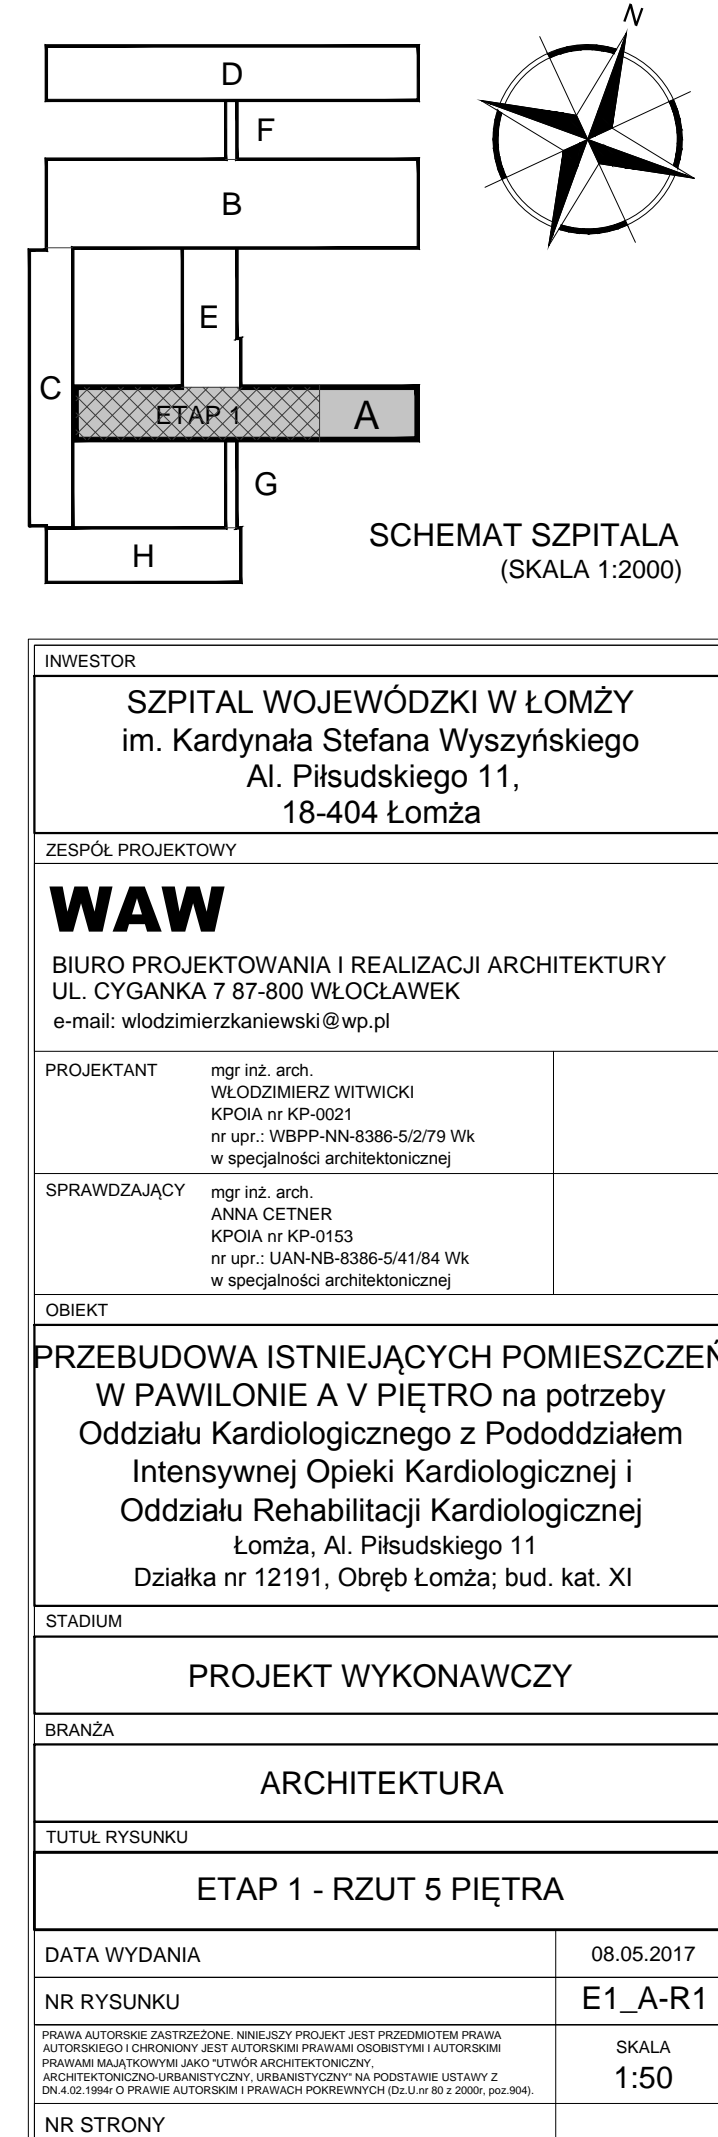 N
D
F
B
E
C
ETAP 1
A
G
H
SCHEMAT SZPITALA
(SKALA 1:2000)
INWESTOR
SZPITAL WOJEWÓDZKI W ŁOMŻY
im. Kardynała Stefana Wyszyńskiego
Al. Piłsudskiego 11,
18-404 Łomża
ZESPÓŁ PROJEKTOWY
WAW
BIURO PROJEKTOWANIA I REALIZACJI ARCHITEKTURY
UL. CYGANKA 7 87-800 WŁOCŁAWEK
e-mail: wlodzimierzkaniewski@wp.pl
PROJEKTANT
mgr inż. arch.
WŁODZIMIERZ WITWICKI
KPOIA nr KP-0021
nr upr.: WBPP-NN-8386-5/2/79 Wk
w specjalności architektonicznej
SPRAWDZAJĄCY
mgr inż. arch.
ANNA CETNER
KPOIA nr KP-0153
nr upr.: UAN-NB-8386-5/41/84 Wk
w specjalności architektonicznej
OBIEKT
PRZEBUDOWA ISTNIEJĄCYCH POMIESZCZEŃ
W PAWILONIE A V PIĘTRO na potrzeby
Oddziału Kardiologicznego z Pododdziałem
Intensywnej Opieki Kardiologicznej i
Oddziału Rehabilitacji Kardiologicznej
Łomża, Al. Piłsudskiego 11
Działka nr 12191, Obręb Łomża; bud. kat. XI
STADIUM
PROJEKT WYKONAWCZY
BRANŻA
ARCHITEKTURA
TUTUŁ RYSUNKU
ETAP 1 - RZUT 5 PIĘTRA
DATA WYDANIA
08.05.2017
NR RYSUNKU
E1_A-R1
PRAWA AUTORSKIE ZASTRZEŻONE. NINIEJSZY PROJEKT JEST PRZEDMIOTEM PRAWA
AUTORSKIEGO I CHRONIONY JEST AUTORSKIMI PRAWAMI OSOBISTYMI I AUTORSKIMI
PRAWAMI MAJĄTKOWYMI JAKO "UTWÓR ARCHITEKTONICZNY,
ARCHITEKTONICZNO-URBANISTYCZNY, URBANISTYCZNY" NA PODSTAWIE USTAWY Z
DN.4.02.1994r O PRAWIE AUTORSKIM I PRAWACH POKREWNYCH (Dz.U.nr 80 z 2000r, poz.904).
SKALA
1:50
NR STRONY